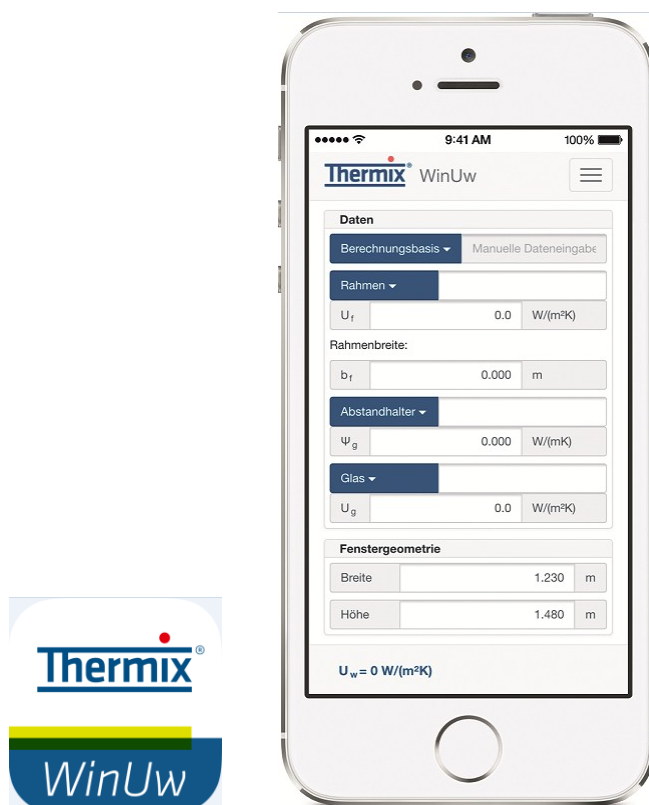 9:41 AM 100%
Thermix® WinUw
Daten
Berechnungsbasis Manuelle Dateneingabe
Rahmen
Uf 0.0 W/(m²K)
Rahmenbreite:
bf 0.000 m
Abstandhalter
Ψg 0.000 W/(mK)
Glas
Ug 0.0 W/(m²K)
Fenstergeometrie
Breite 1.230 m
Höhe 1.480 m
Uw = 0 W/(m²K)
Thermix®
WinUw